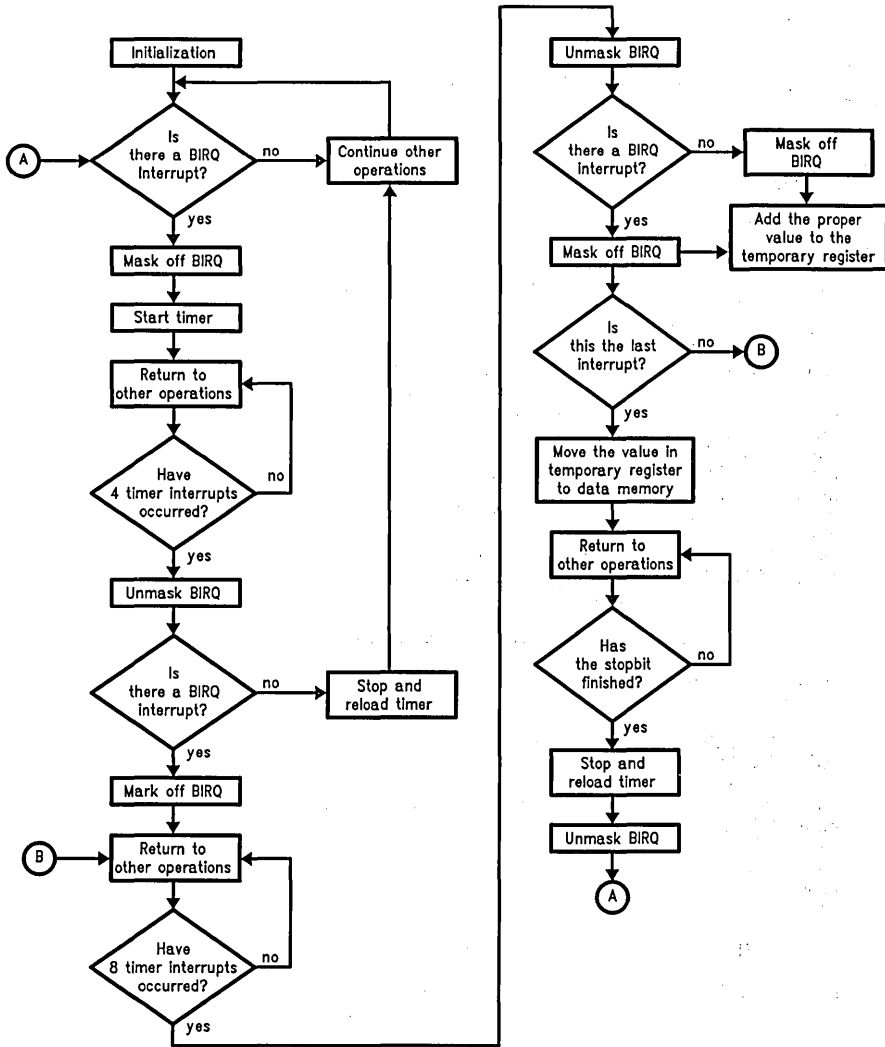 Initialization
A
Is
there a BIRQ
Interrupt?
no
Continue other
operations
yes
Mask off BIRQ
Start timer
Return to
other operations
Have
4 timer interrupts
occurred?
no
yes
Unmask BIRQ
Is
there a BIRQ
interrupt?
no
Stop and
reload timer
yes
Mark off BIRQ
B
Return to
other operations
Have
8 timer interrupts
occurred?
no
yes
Unmask BIRQ
Is
there a BIRQ
interrupt?
no
Mask off
BIRQ
yes
Mask off BIRQ
Add the proper
value to the
temporary register
Is
this the last
interrupt?
no
B
yes
Move the value in
temporary register
to data memory
Return to
other operations
Has
the stopbit
finished?
no
yes
Stop and
reload timer
Unmask BIRQ
A